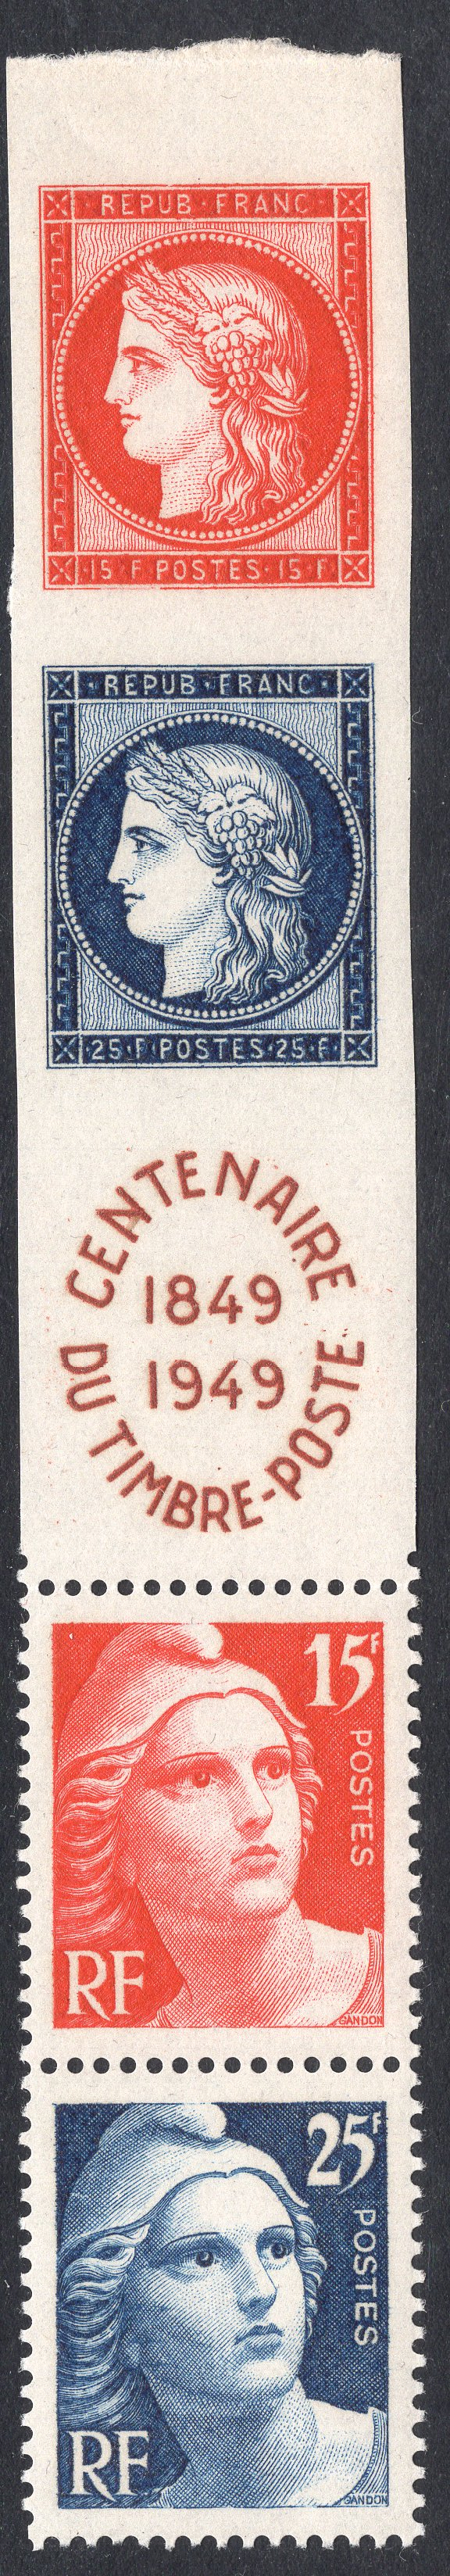 · REPUB · FRANC ·
· 15 · F · POSTES · 15 · F ·
· REPUB · FRANC ·
· 25 · F · POSTES · 25 · F ·
CENTENAIRE
1849
1949
DU TIMBRE-POSTE
15F
POSTES
RF
GANDON
25F
POSTES
RF
GANDON